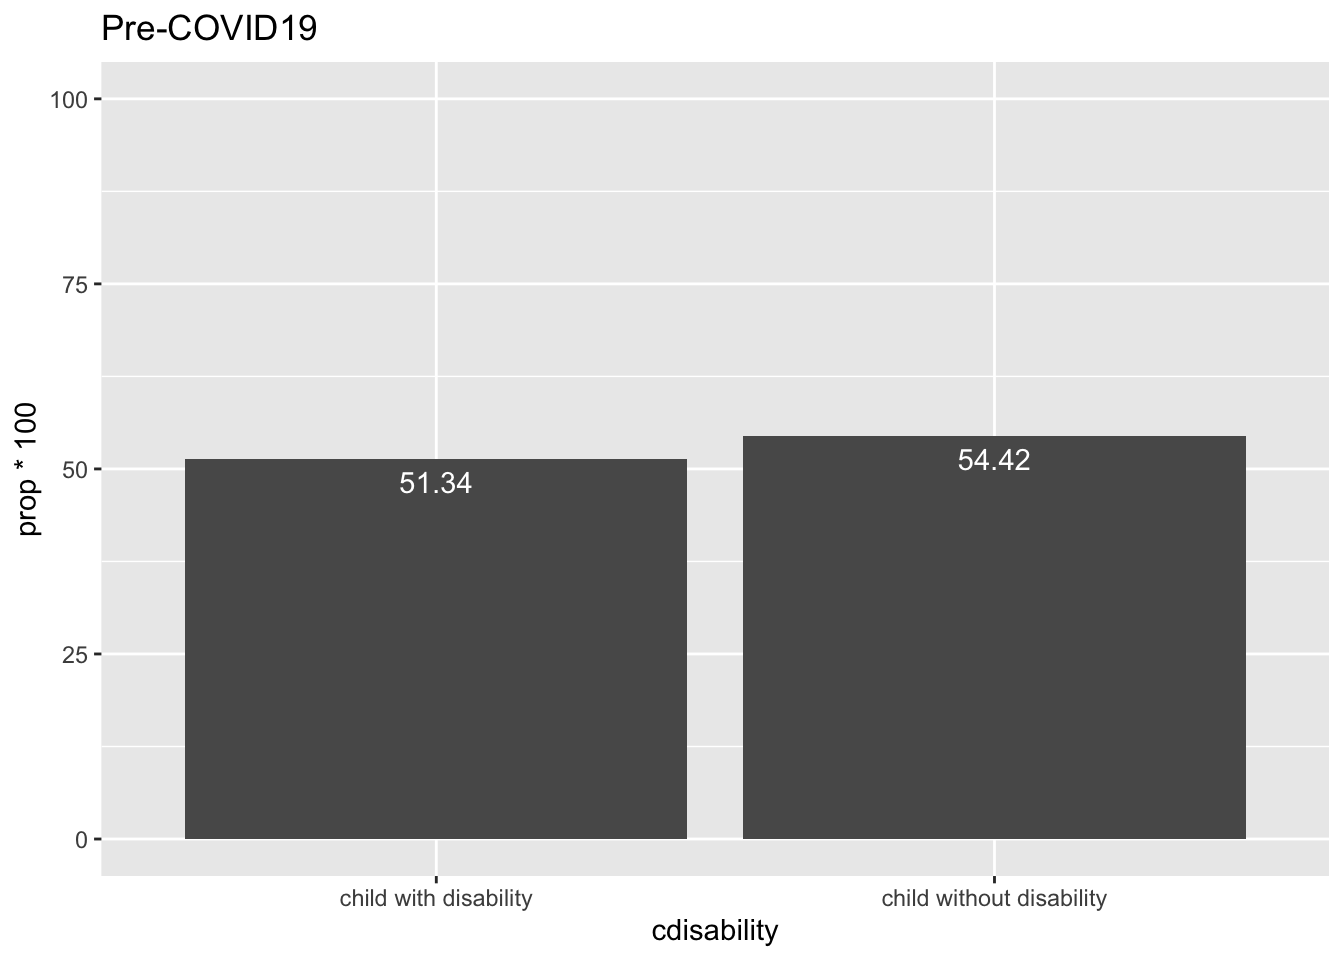 Pre-COVID19
100
75
50
25
0
prop * 100
51.34
54.42
child with disability
child without disability
cdisability